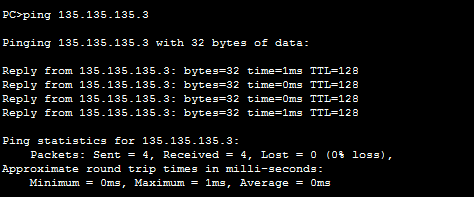 PC>ping 135.135.135.3
Pinging 135.135.135.3 with 32 bytes of data:
Reply from 135.135.135.3: bytes=32 time=1ms TTL=128
Reply from 135.135.135.3: bytes=32 time=0ms TTL=128
Reply from 135.135.135.3: bytes=32 time=0ms TTL=128
Reply from 135.135.135.3: bytes=32 time=1ms TTL=128
Ping statistics for 135.135.135.3:
Packets: Sent = 4, Received = 4, Lost = 0 (0% loss),
Approximate round trip times in milli-seconds:
Minimum = 0ms, Maximum = 1ms, Average = 0ms